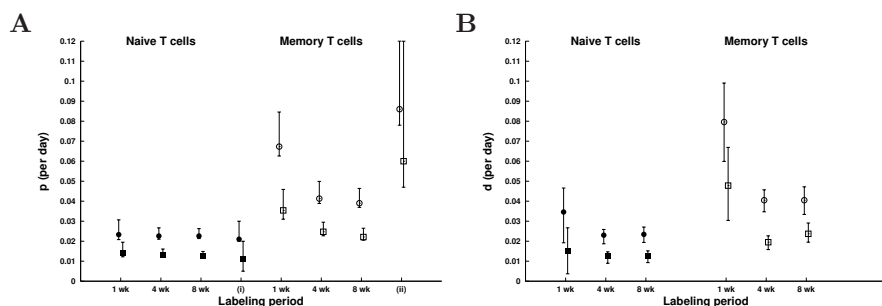 A
Naive T cells
Memory T cells
0.12
0.11
0.1
0.09
0.08
0.07
0.06
0.05
0.04
0.03
0.02
0.01
0
p (per day)
1 wk 4 wk 8 wk (i) 1 wk 4 wk 8 wk (ii)
Labeling period
B
Naive T cells
Memory T cells
0.12
0.11
0.1
0.09
0.08
0.07
0.06
0.05
0.04
0.03
0.02
0.01
0
d (per day)
1 wk 4 wk 8 wk 1 wk 4 wk 8 wk
Labeling period